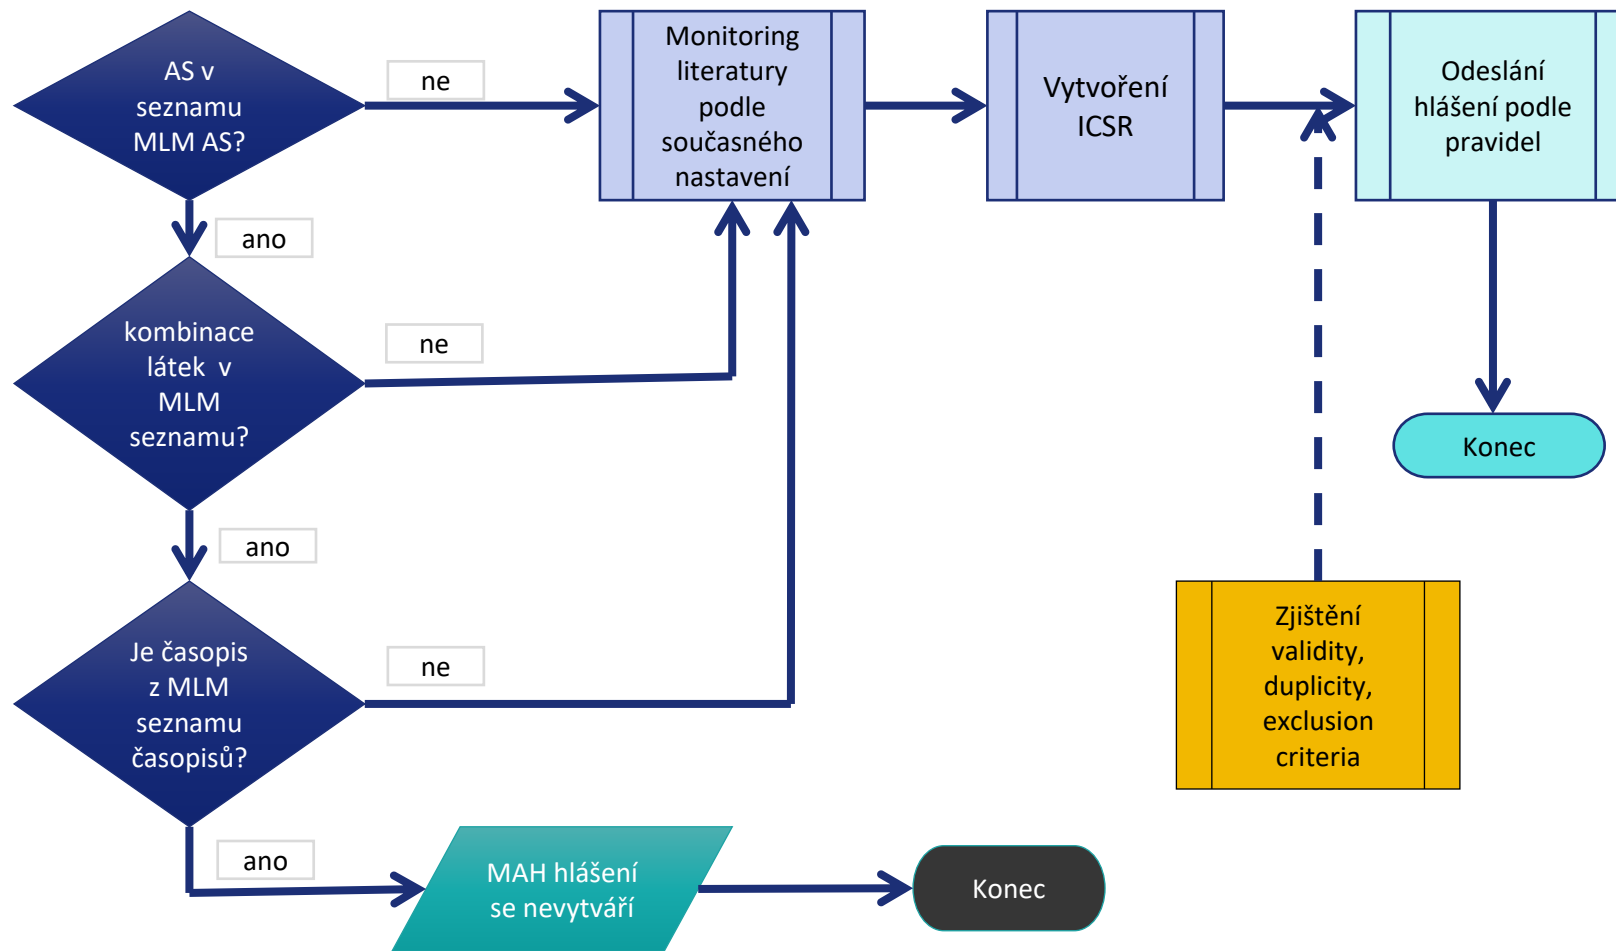 AS v
seznamu
MLM AS?
ne
Monitoring
literatury
podle
současného
nastavení
Vytvoření
ICSR
Odeslání
hlášení podle
pravidel
ano
kombinace
látek v
MLM
seznamu?
ne
Konec
ano
Je časopis
z MLM
seznamu
časopisů?
ne
Zjištění
validity,
duplicity,
exclusion
criteria
ano
MAH hlášení
se nevytváří
Konec